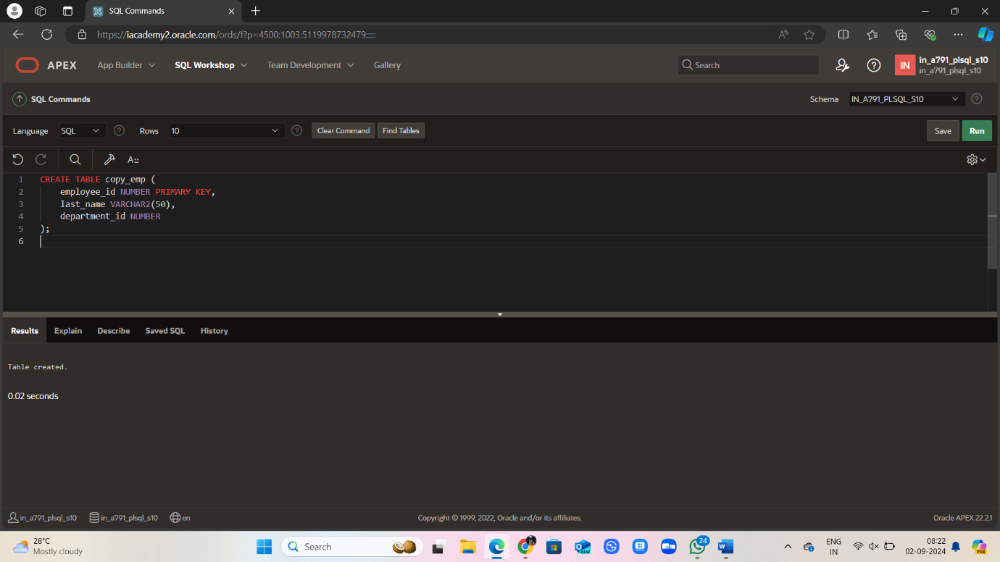 SQL Commands
https://iacademy2.oracle.com/ords/f?p=4500:1003:5119978732479:::::
APEX App Builder SQL Workshop Team Development Gallery Search IN in_a791_plsql_s10
in_a791_plsql_s10
SQL Commands Schema IN_A791_PLSQL_S10
Language SQL Rows 10 Clear Command Find Tables Save Run
A::
1 CREATE TABLE copy_emp (
2 employee_id NUMBER PRIMARY KEY,
3 last_name VARCHAR2(50),
4 department_id NUMBER
5 );
6
Results Explain Describe Saved SQL History
Table created.
0.02 seconds
in_a791_plsql_s10 in_a791_plsql_s10 en Copyright © 1999, 2022, Oracle and/or its affiliates. Oracle APEX 22.2.1
28°C
Mostly cloudy
Search
NEW
24
W
ENG
IN
08:22
02-09-2024
PRE